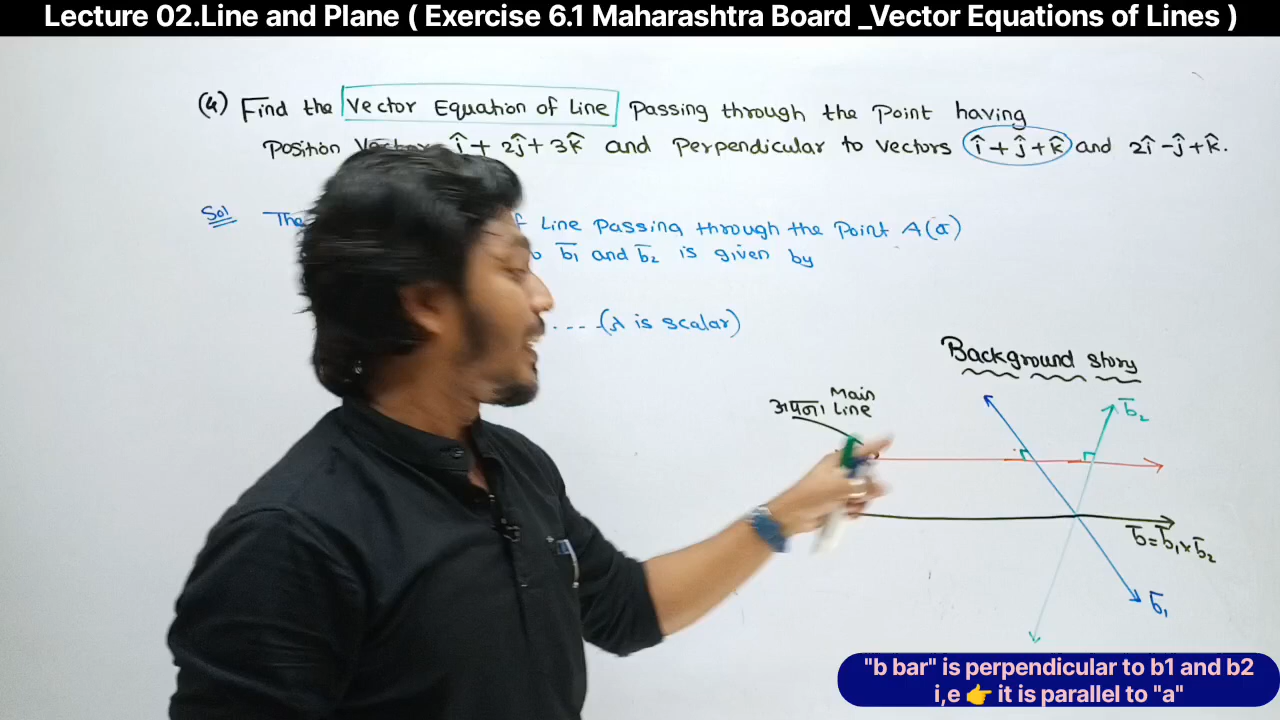 Lecture 02.Line and Plane ( Exercise 6.1 Maharashtra Board _Vector Equations of Lines )
(4) Find the Vector Equation of Line Passing through the Point having
Position î + 2ĵ + 3k̂ and Perpendicular to vectors î + ĵ + k̂ and 2î - ĵ + k̂.
Sol The Line Passing through the Point A(a̅)
b̅₁ and b̅₂ is given by
.... (λ is scalar)
Background story
Main
अपना Line
b̅₂
b̅ = b̅₁ × b̅₂
b̅₁
"b bar" is perpendicular to b1 and b2
i,e 👉 it is parallel to "a"